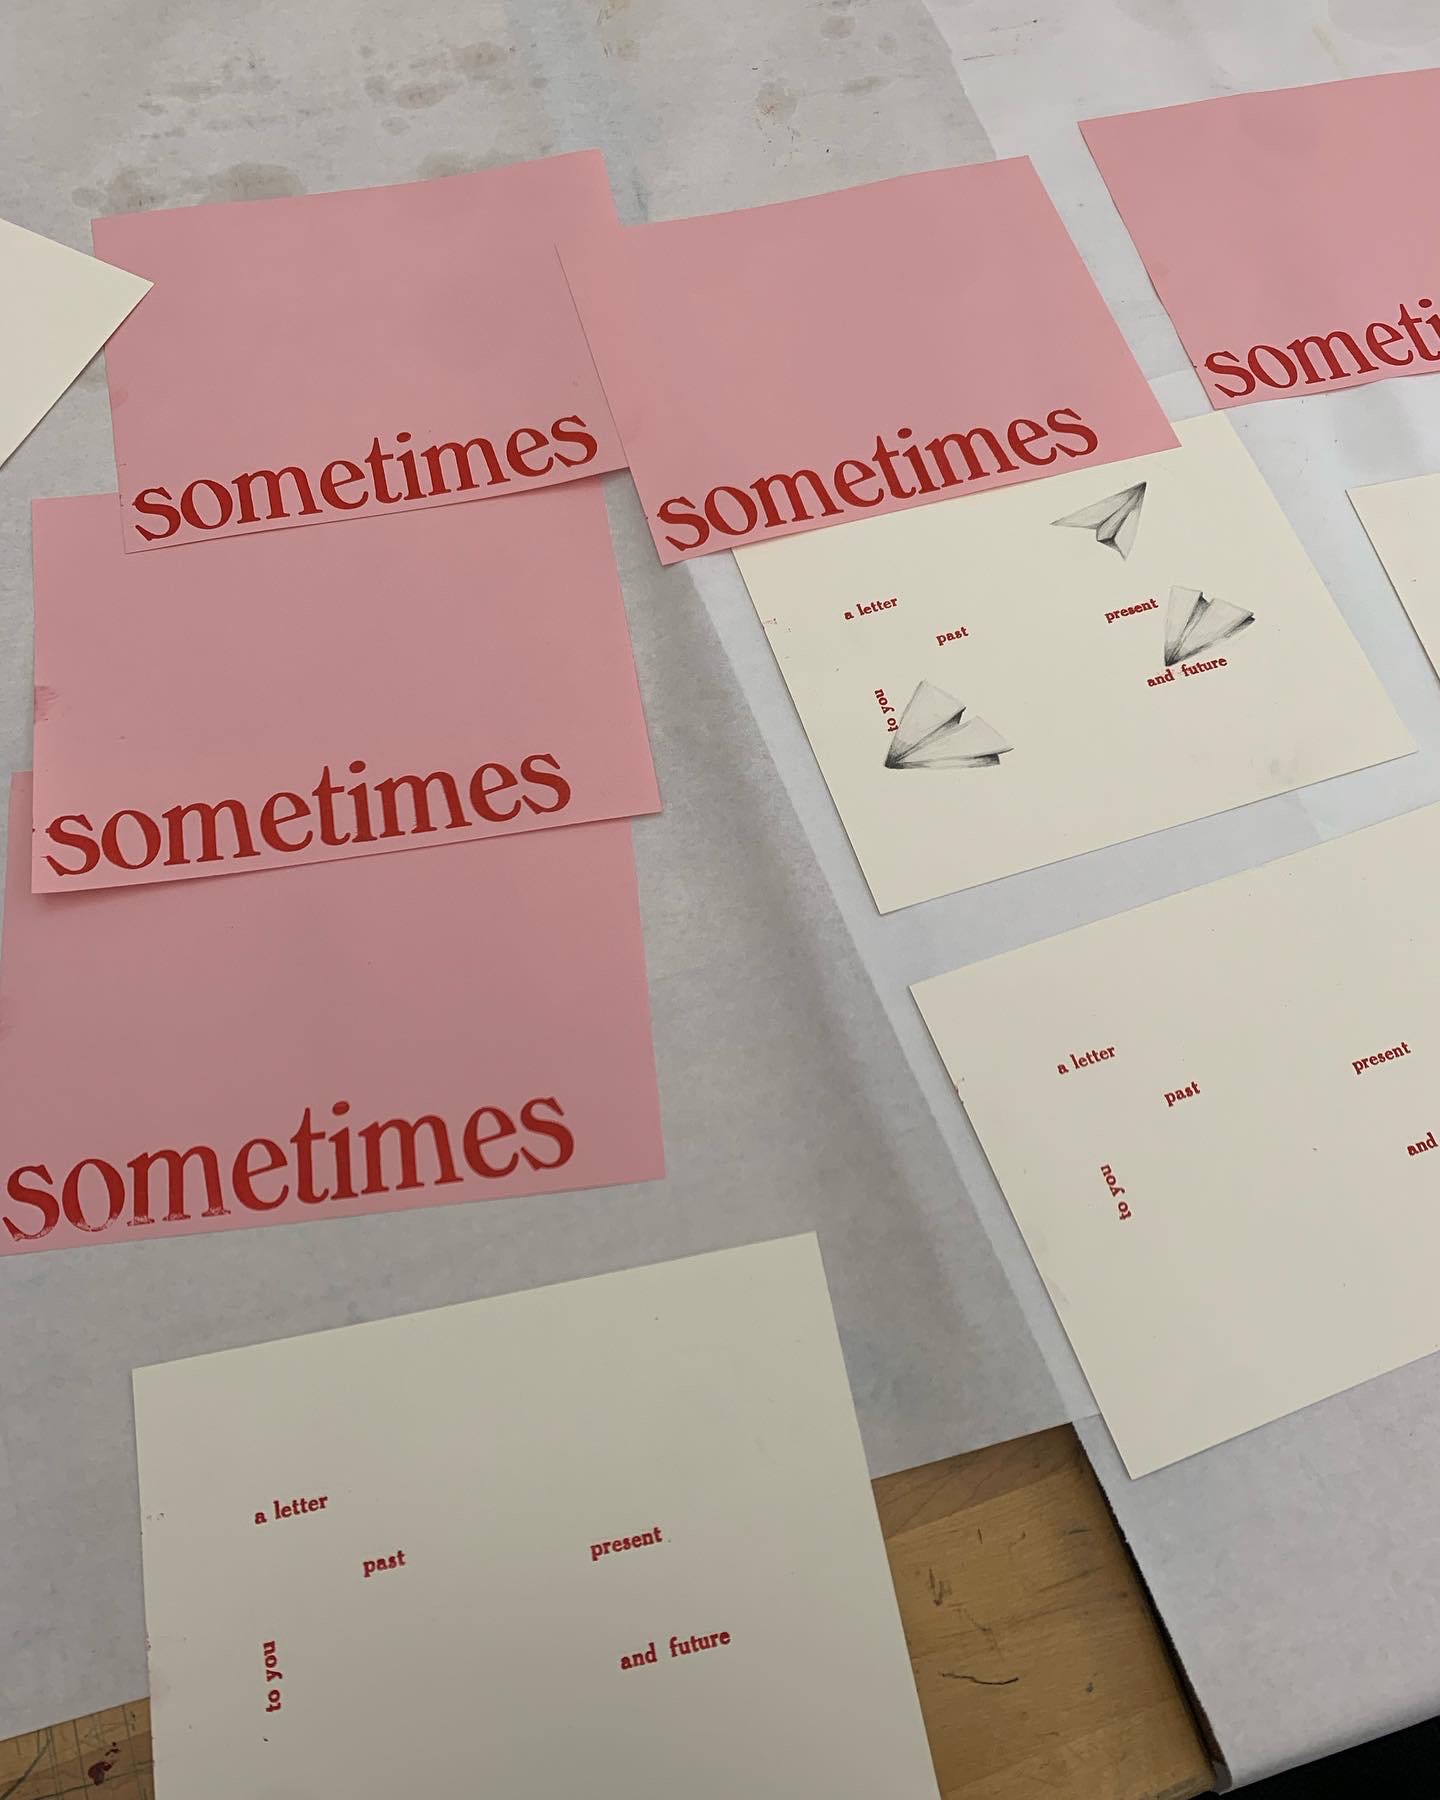 sometimes
sometimes
someti
sometimes
sometimes
a letter
past
present
to you
and future
a letter
past
present
to you
and
a letter
past
present
to you
and future